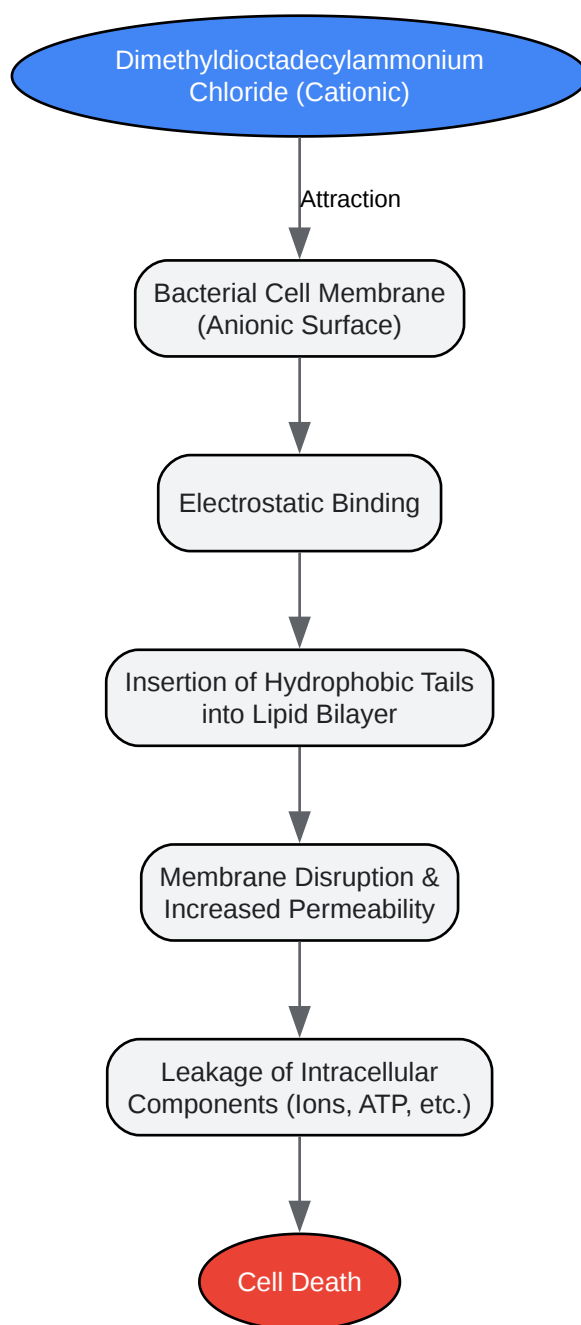 Dimethyldioctadecylammonium
Chloride (Cationic)
Attraction
Bacterial Cell Membrane
(Anionic Surface)
Electrostatic Binding
Insertion of Hydrophobic Tails
into Lipid Bilayer
Membrane Disruption &
Increased Permeability
Leakage of Intracellular
Components (Ions, ATP, etc.)
Cell Death